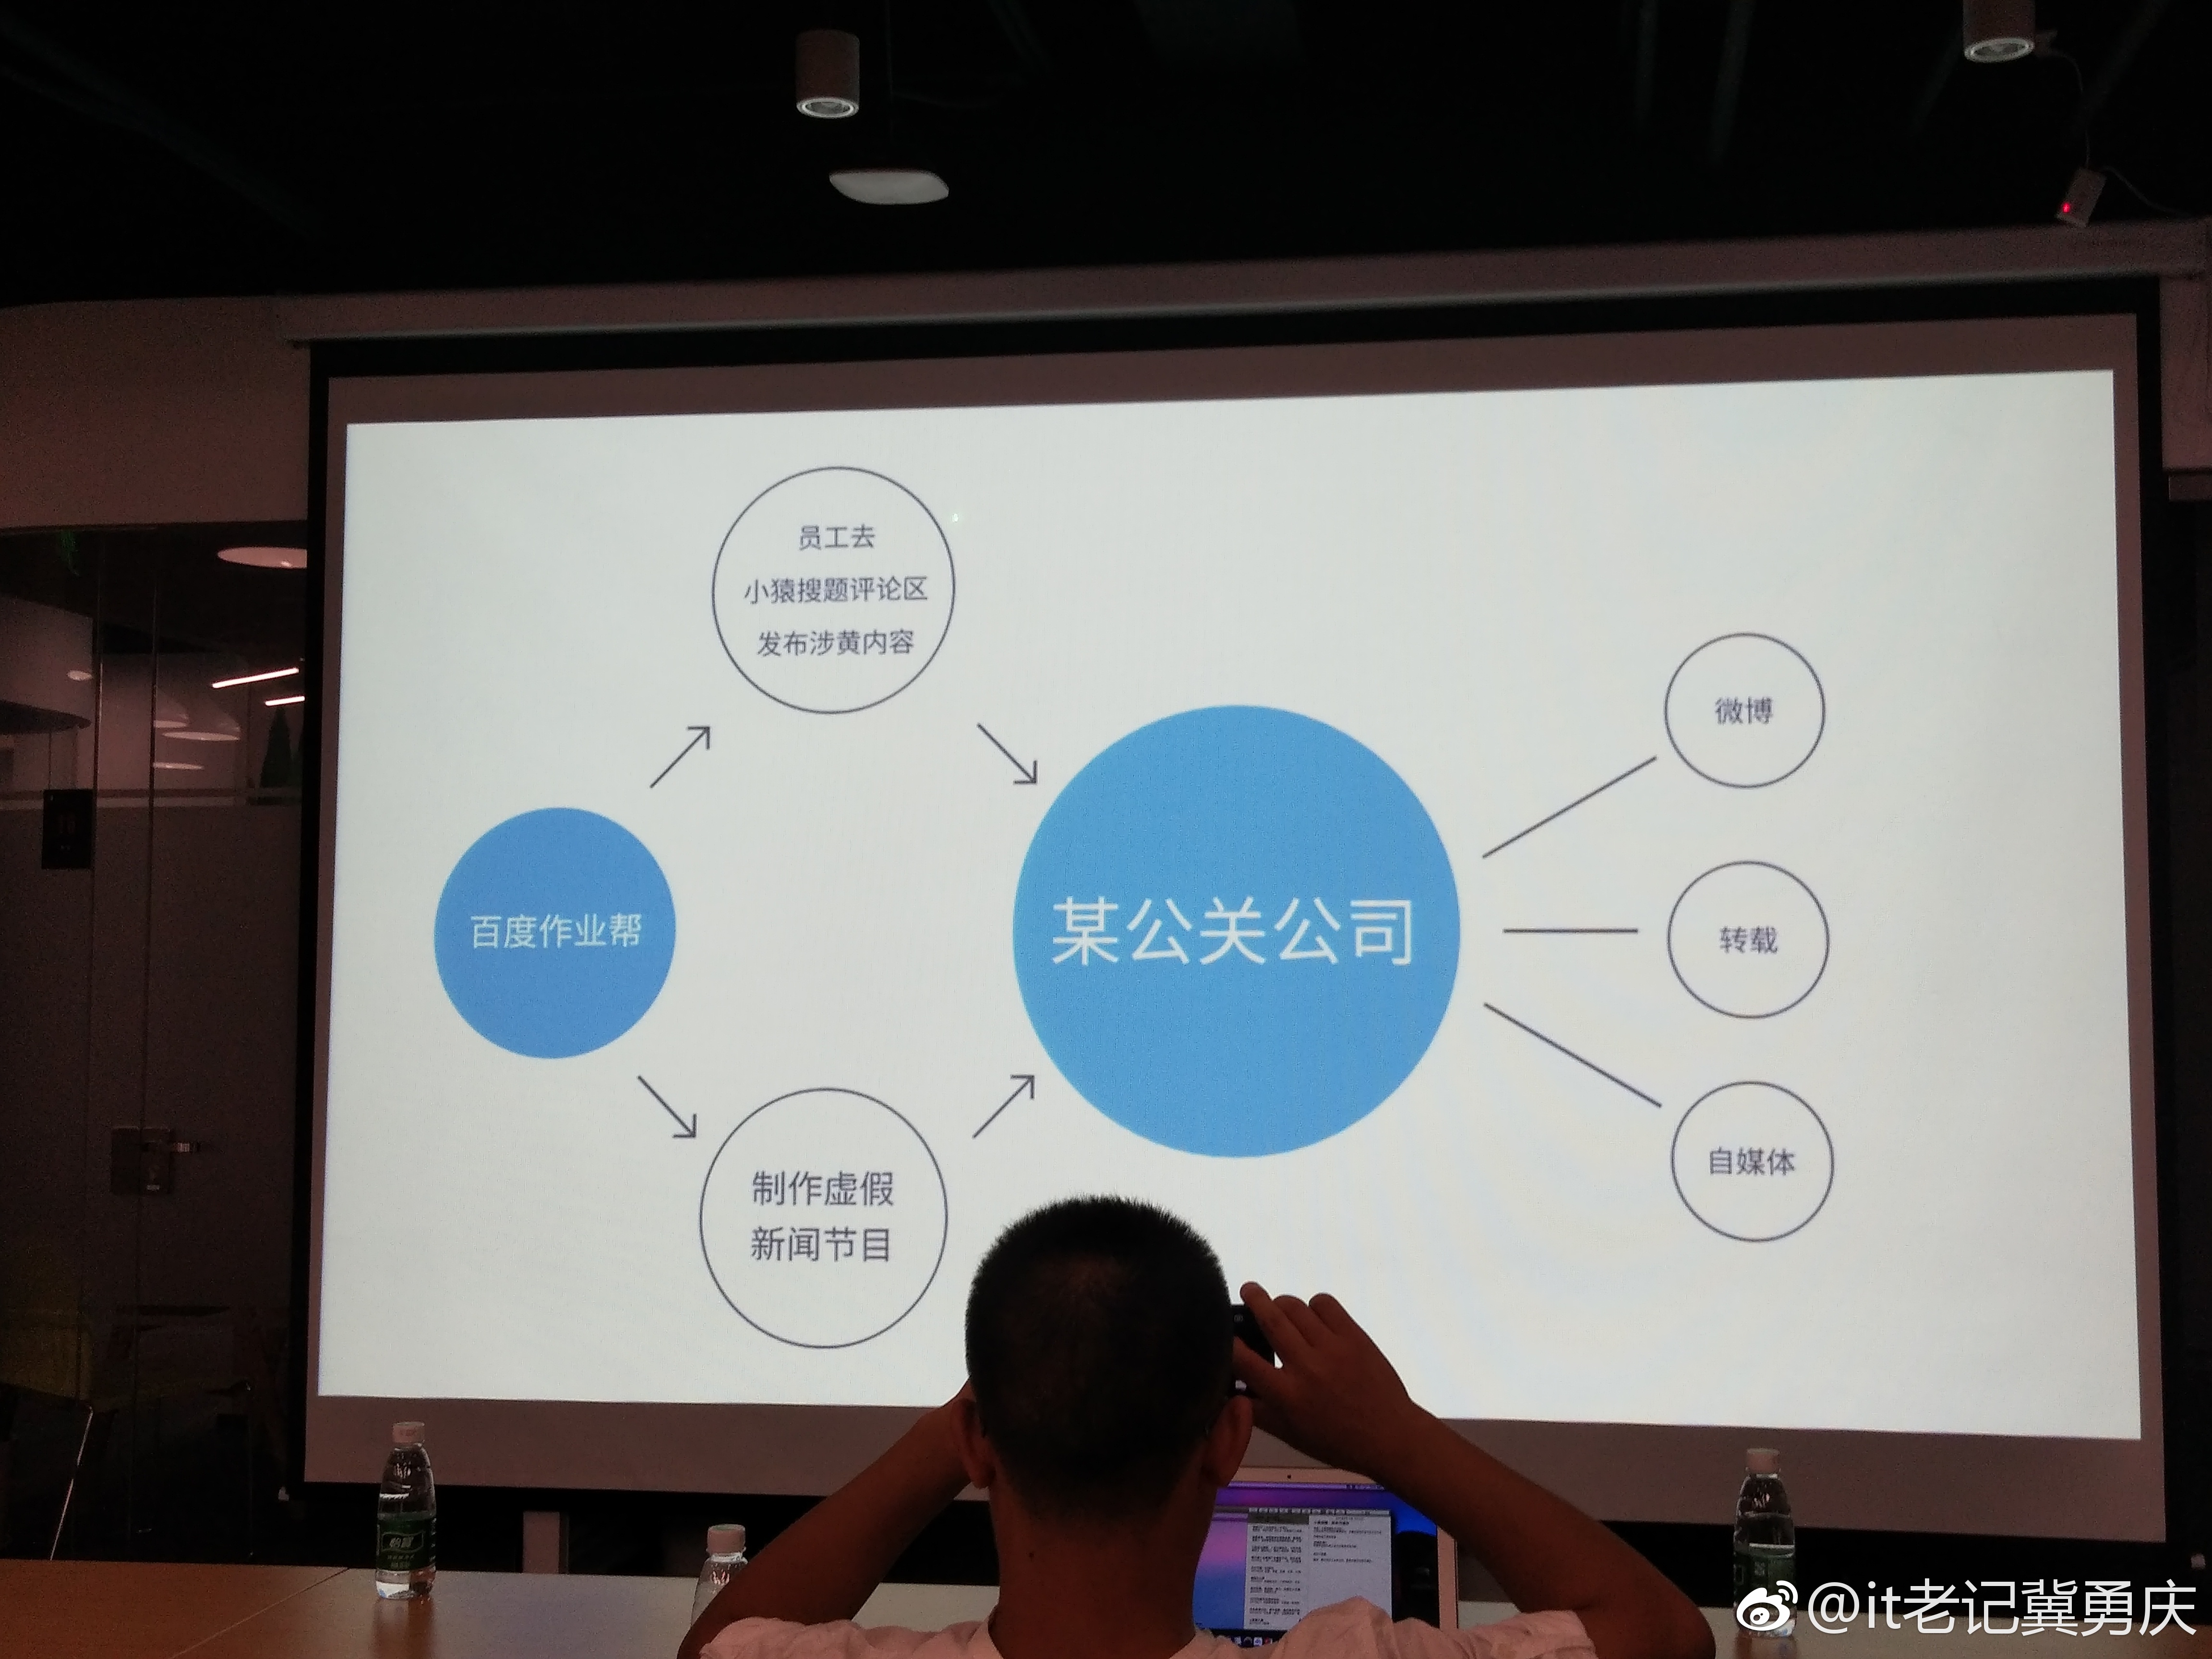 员工去
小猿搜题评论区
发布涉黄内容
百度作业帮
制作虚假
新闻节目
某公关公司
微博
转载
自媒体
怡宝
@it老记冀勇庆